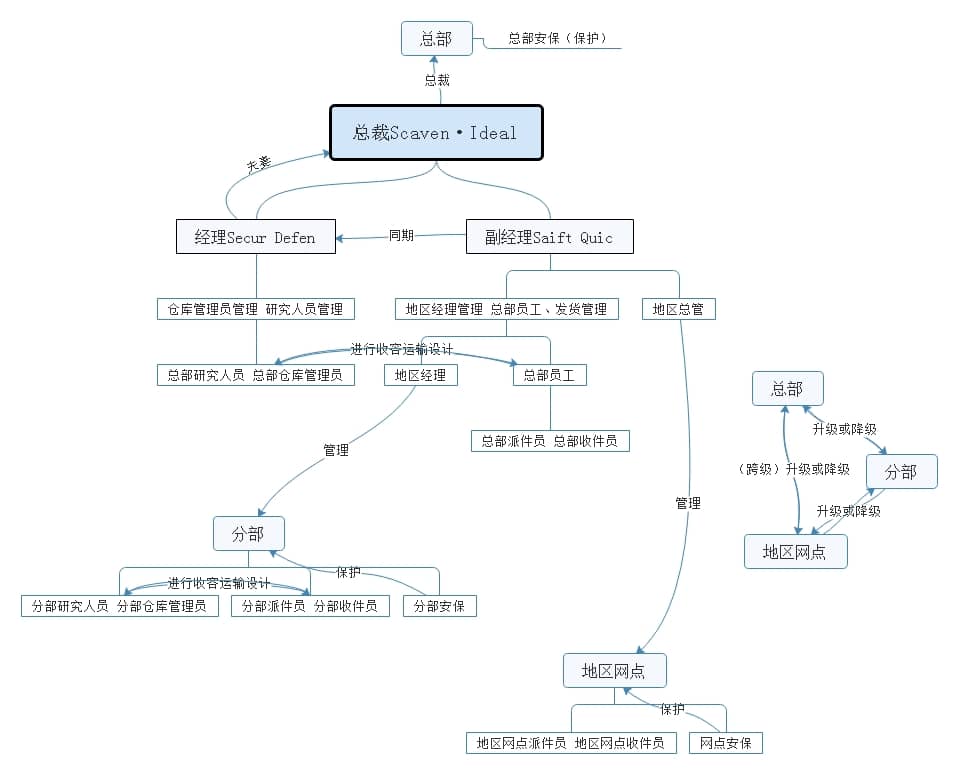 总部
总部安保（保护）
总裁
总裁Scaven·Ideal
夫妻
经理Secur Defen
同期
副经理Saift Quic
仓库管理员管理 研究人员管理
地区经理管理 总部员工、发货管理
地区总管
进行收容运输设计
总部研究人员 总部仓库管理员
地区经理
总部员工
总部
升级或降级
总部派件员 总部收件员
管理
（跨级）升级或降级
分部
管理
升级或降级
分部
地区网点
保护
进行收容运输设计
分部研究人员 分部仓库管理员
分部派件员 分部收件员
分部安保
地区网点
保护
地区网点派件员 地区网点收件员
网点安保